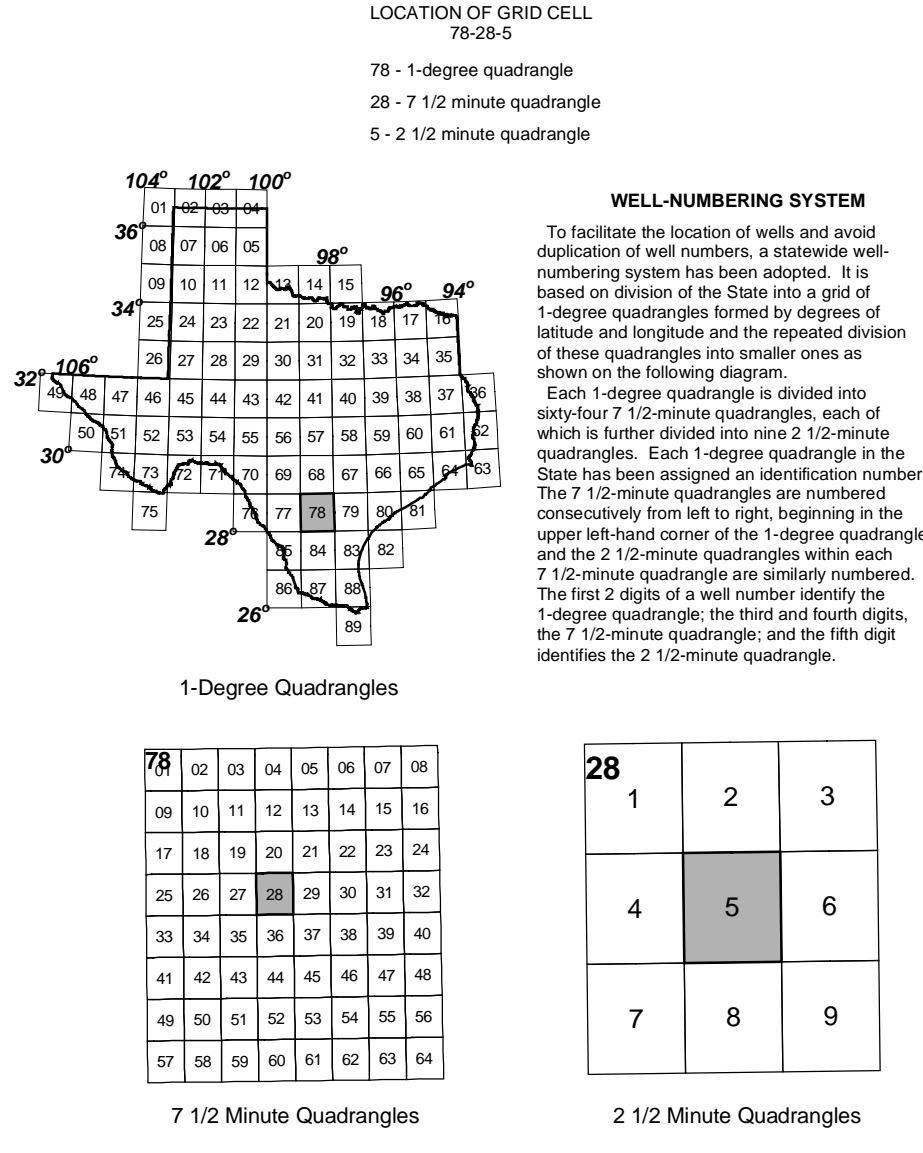 LOCATION OF GRID CELL
78-28-5
78 - 1-degree quadrangle
28 - 7 1/2 minute quadrangle
5 - 2 1/2 minute quadrangle
104° 102° 100°
01 02 03 04
36°
08 07 06 05
98°
09 10 11 12 13 14 15
96° 94°
34°
25 24 23 22 21 20 19 18 17 16
26 27 28 29 30 31 32 33 34 35
32° 106°
49 48 47 46 45 44 43 42 41 40 39 38 37 36
50 51 52 53 54 55 56 57 58 59 60 61 62
30°
74 73 72 71 70 69 68 67 66 65 64 63
75 76 77 78 79 80 81
28°
85 84 83 82
86 87 88
26°
89
1-Degree Quadrangles
WELL-NUMBERING SYSTEM
To facilitate the location of wells and avoid
duplication of well numbers, a statewide well-
numbering system has been adopted. It is
based on division of the State into a grid of
1-degree quadrangles formed by degrees of
latitude and longitude and the repeated division
of these quadrangles into smaller ones as
shown on the following diagram.
Each 1-degree quadrangle is divided into
sixty-four 7 1/2-minute quadrangles, each of
which is further divided into nine 2 1/2-minute
quadrangles. Each 1-degree quadrangle in the
State has been assigned an identification number
The 7 1/2-minute quadrangles are numbered
consecutively from left to right, beginning in the
upper left-hand corner of the 1-degree quadrangle
and the 2 1/2-minute quadrangles within each
7 1/2-minute quadrangle are similarly numbered.
The first 2 digits of a well number identify the
1-degree quadrangle; the third and fourth digits,
the 7 1/2-minute quadrangle; and the fifth digit
identifies the 2 1/2-minute quadrangle.
78
01 02 03 04 05 06 07 08
09 10 11 12 13 14 15 16
17 18 19 20 21 22 23 24
25 26 27 28 29 30 31 32
33 34 35 36 37 38 39 40
41 42 43 44 45 46 47 48
49 50 51 52 53 54 55 56
57 58 59 60 61 62 63 64
7 1/2 Minute Quadrangles
28
1 2 3
4 5 6
7 8 9
2 1/2 Minute Quadrangles